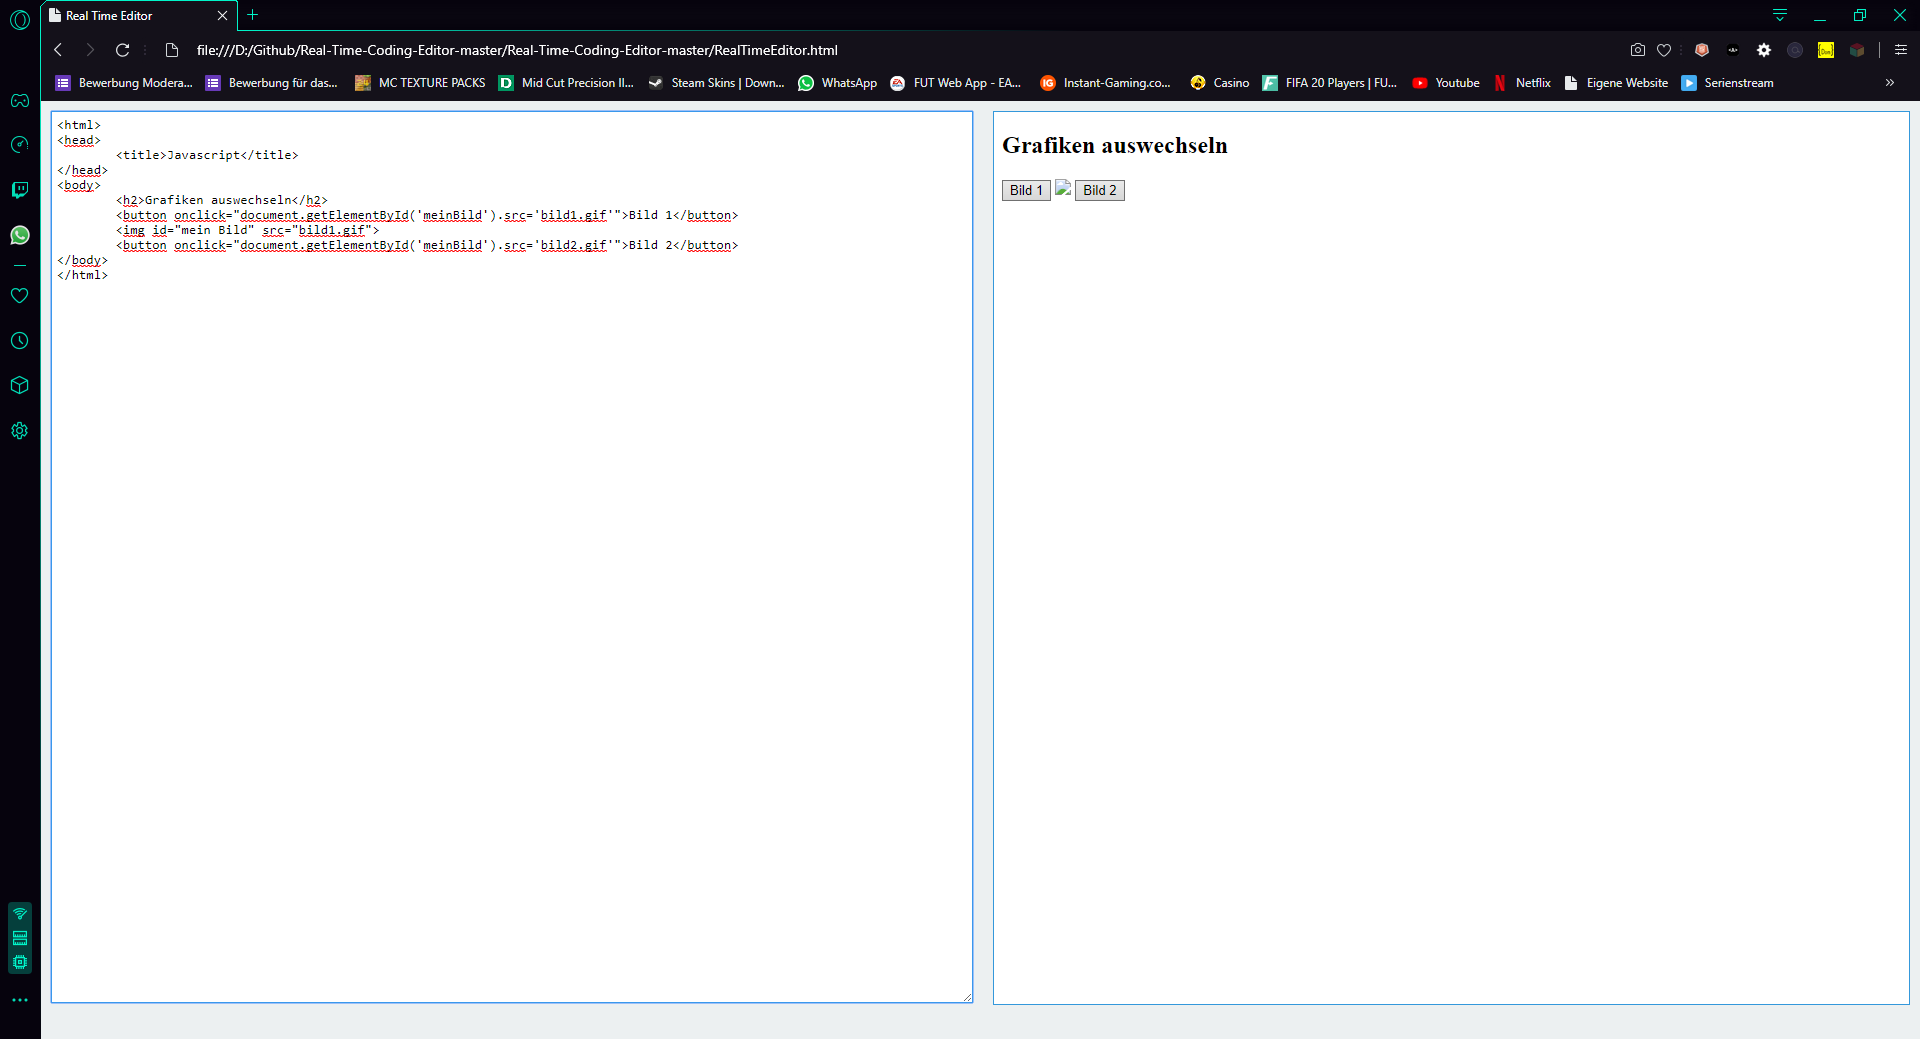 Real Time Editor
file:///D:/Github/Real-Time-Coding-Editor-master/Real-Time-Coding-Editor-master/RealTimeEditor.html
Bewerbung Modera... Bewerbung für das... MC TEXTURE PACKS Mid Cut Precision Il... Steam Skins | Down... WhatsApp FUT Web App - EA... Instant-Gaming.co... Casino FIFA 20 Players | FU... Youtube Netflix Eigene Website Serienstream
<html>
<head>
<title>Javascript</title>
</head>
<body>
<h2>Grafiken auswechseln</h2>
<button onclick="document.getElementById('meinBild').src='bild1.gif'">Bild 1</button>
<img id="mein Bild" src="bild1.gif">
<button onclick="document.getElementById('meinBild').src='bild2.gif'">Bild 2</button>
</body>
</html>
Grafiken auswechseln
Bild 1 Bild 2